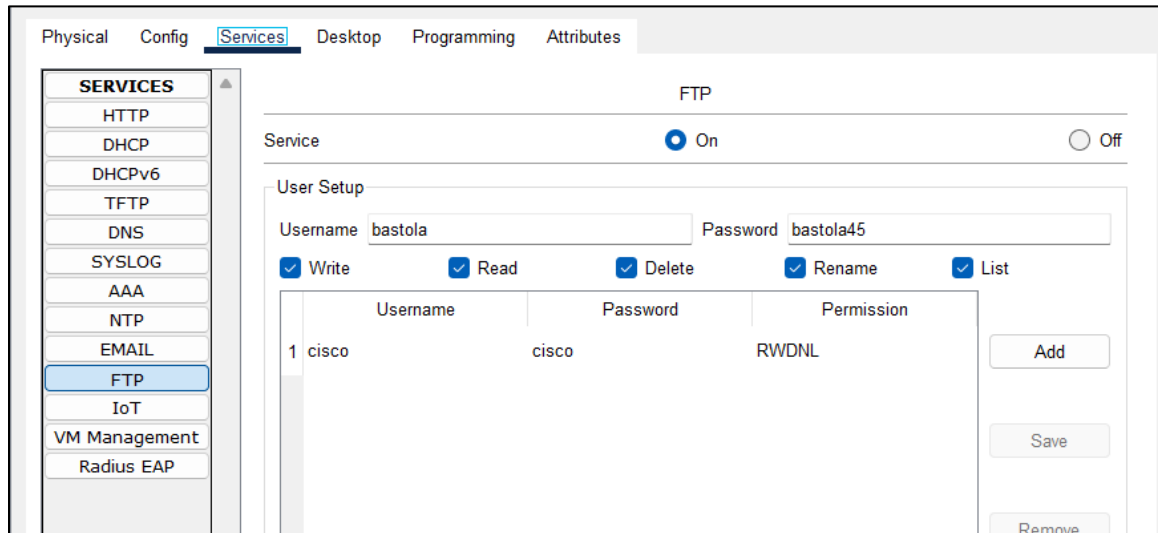 Physical Config Services Desktop Programming Attributes
SERVICES
HTTP
DHCP
DHCPv6
TFTP
DNS
SYSLOG
AAA
NTP
EMAIL
FTP
IoT
VM Management
Radius EAP
FTP
Service On Off
User Setup
Username bastola Password bastola45
Write Read Delete Rename List
Username Password Permission
1 cisco cisco RWDNL
Add
Save
Remove